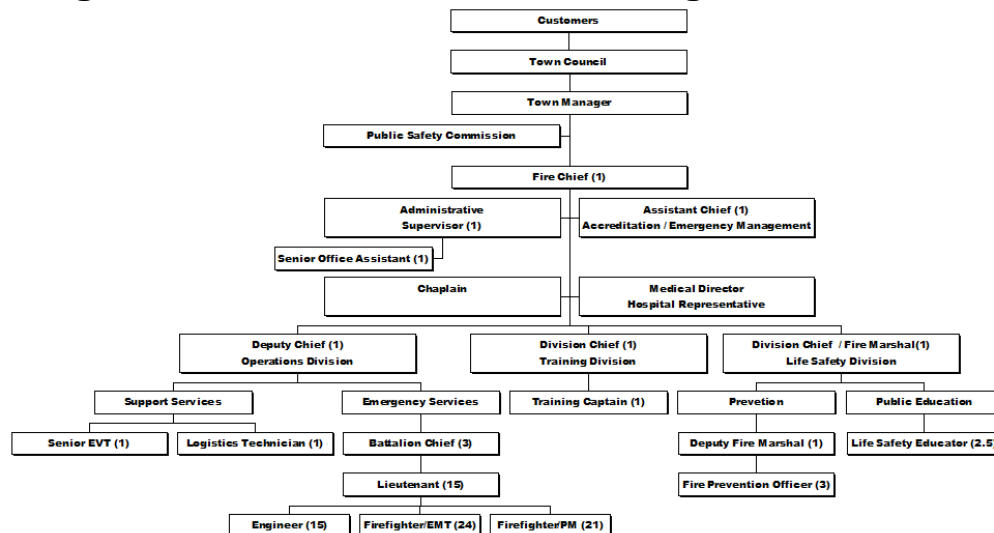 Customers
Town Council
Town Manager
Public Safety Commission
Fire Chief (1)
Administrative
Supervisor (1)
Assistant Chief (1)
Accreditation / Emergency Management
Senior Office Assistant (1)
Chaplain
Medical Director
Hospital Representative
Deputy Chief (1)
Operations Division
Division Chief (1)
Training Division
Division Chief / Fire Marshal(1)
Life Safety Division
Support Services
Emergency Services
Training Captain (1)
Prevetion
Public Education
Senior EVT (1)
Logistics Technician (1)
Battalion Chief (3)
Deputy Fire Marshal (1)
Life Safety Educator (2.5)
Lieutenant (15)
Fire Prevention Officer (3)
Engineer (15)
Firefighter/EMT (24)
Firefighter/PM (21)